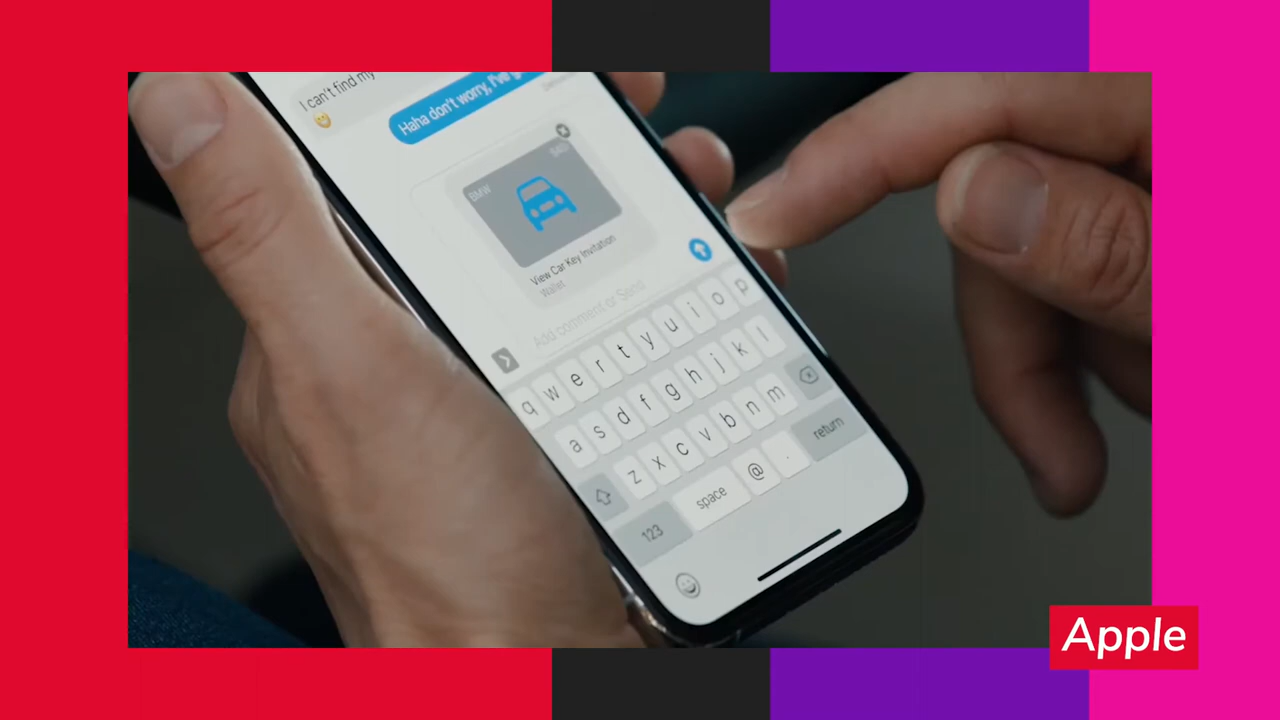 I can't find my
Haha don't worry, I've
BMW
View Car Key Invitation
Wallet
Add comment or Send
q w e r t y u i o p
a s d f g h j k l
z x c v b n m
123 space @ . return
Apple